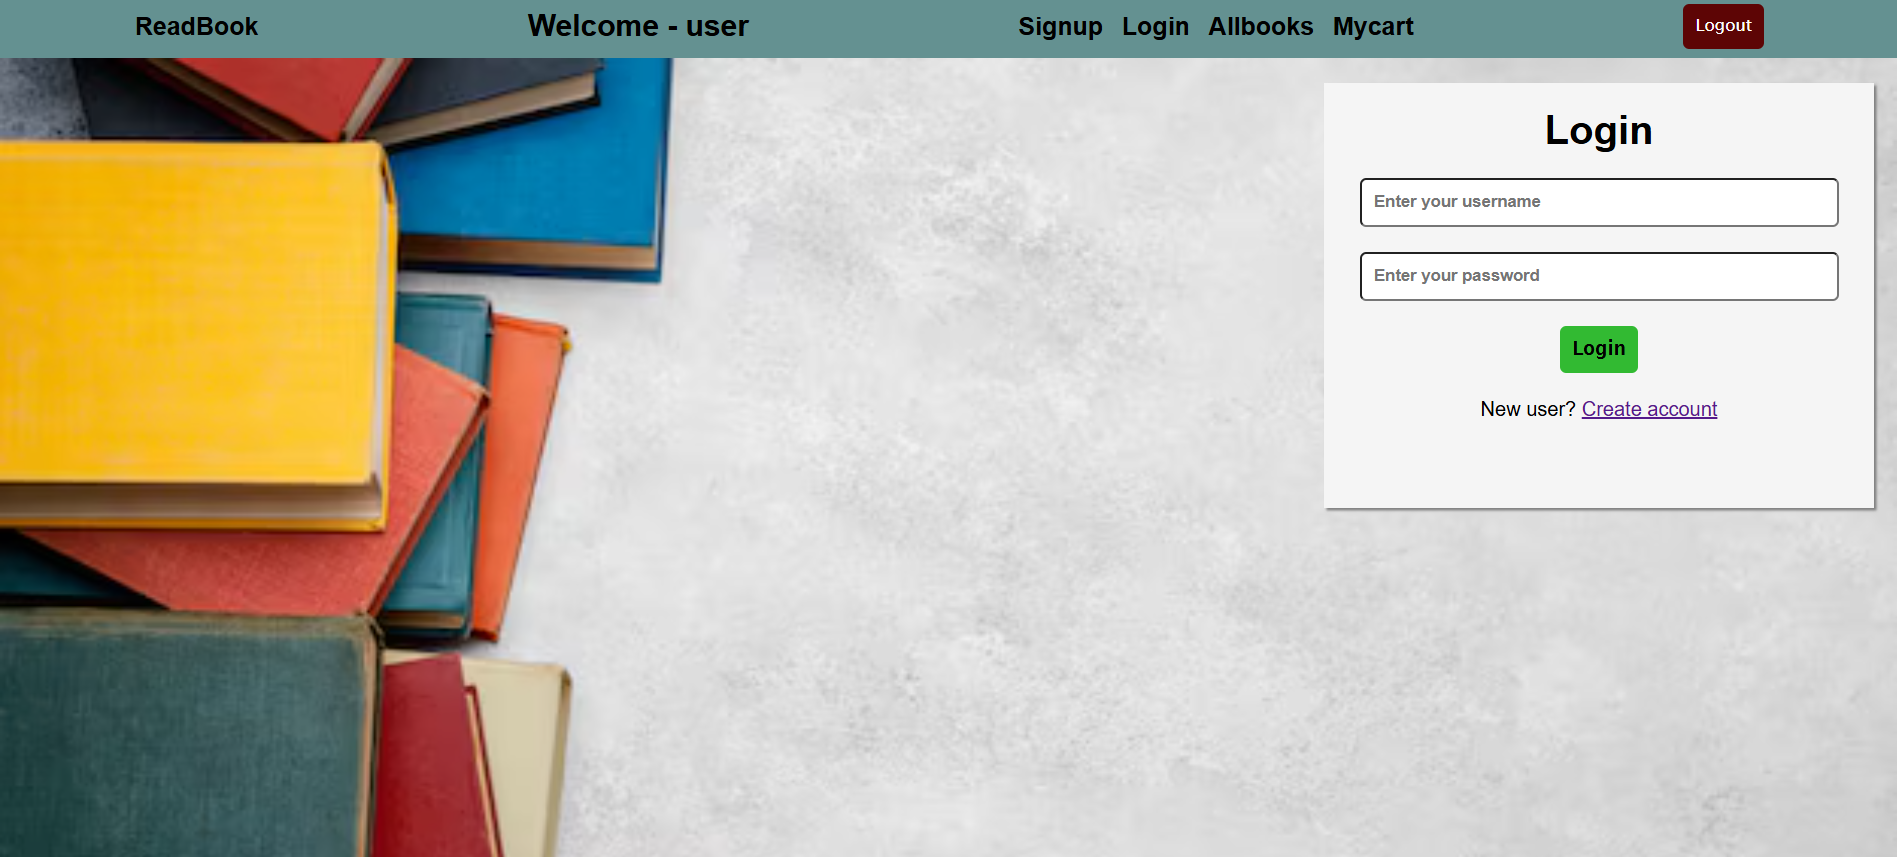 ReadBook
Welcome - user
Signup Login Allbooks Mycart
Logout
Login
Enter your username
Enter your password
Login
New user? Create account